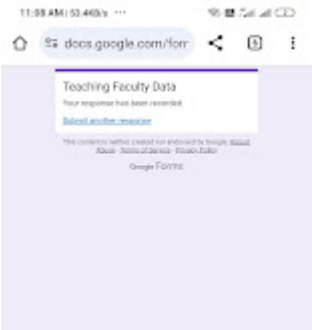 11:08 AM | 53.4KB/s ...
docs.google.com/forr
5
Teaching Faculty Data
Your response has been recorded.
Submit another response
This content is neither created nor endorsed by Google. Report
Abuse - Terms of Service - Privacy Policy
Google Forms